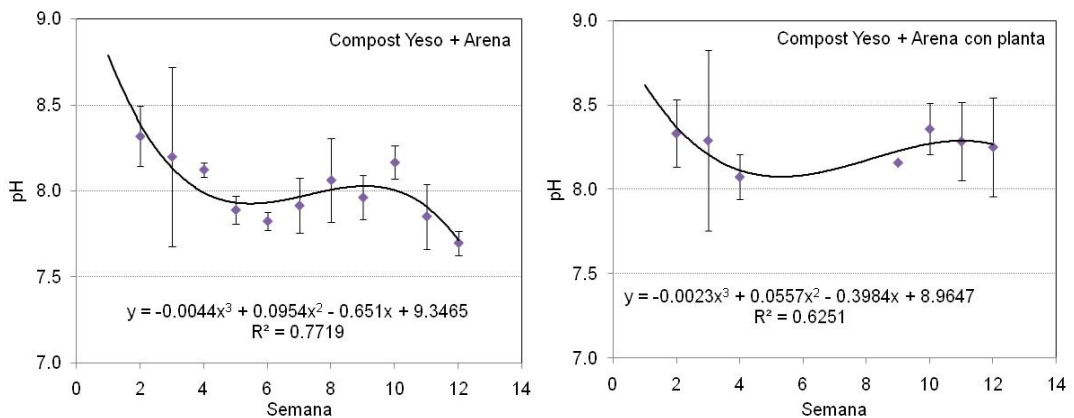 Compost Yeso + Arena
9.0
8.5
8.0
7.5
7.0
pH
y = -0.0044x³ + 0.0954x² - 0.651x + 9.3465
R² = 0.7719
0 2 4 6 8 10 12 14
Semana
Compost Yeso + Arena con planta
9.0
8.5
8.0
7.5
7.0
pH
y = -0.0023x³ + 0.0557x² - 0.3984x + 8.9647
R² = 0.6251
0 2 4 6 8 10 12 14
Semana